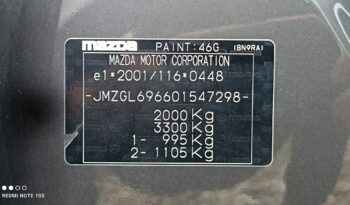 mazda PAINT:46G (BN9RA)
MAZDA MOTOR CORPORATION
e1*2001/116*0448
-JMZGL696601547298-
2000 Kg
3300 Kg
1- 995 Kg
2- 1105 Kg
REDMI NOTE 10S